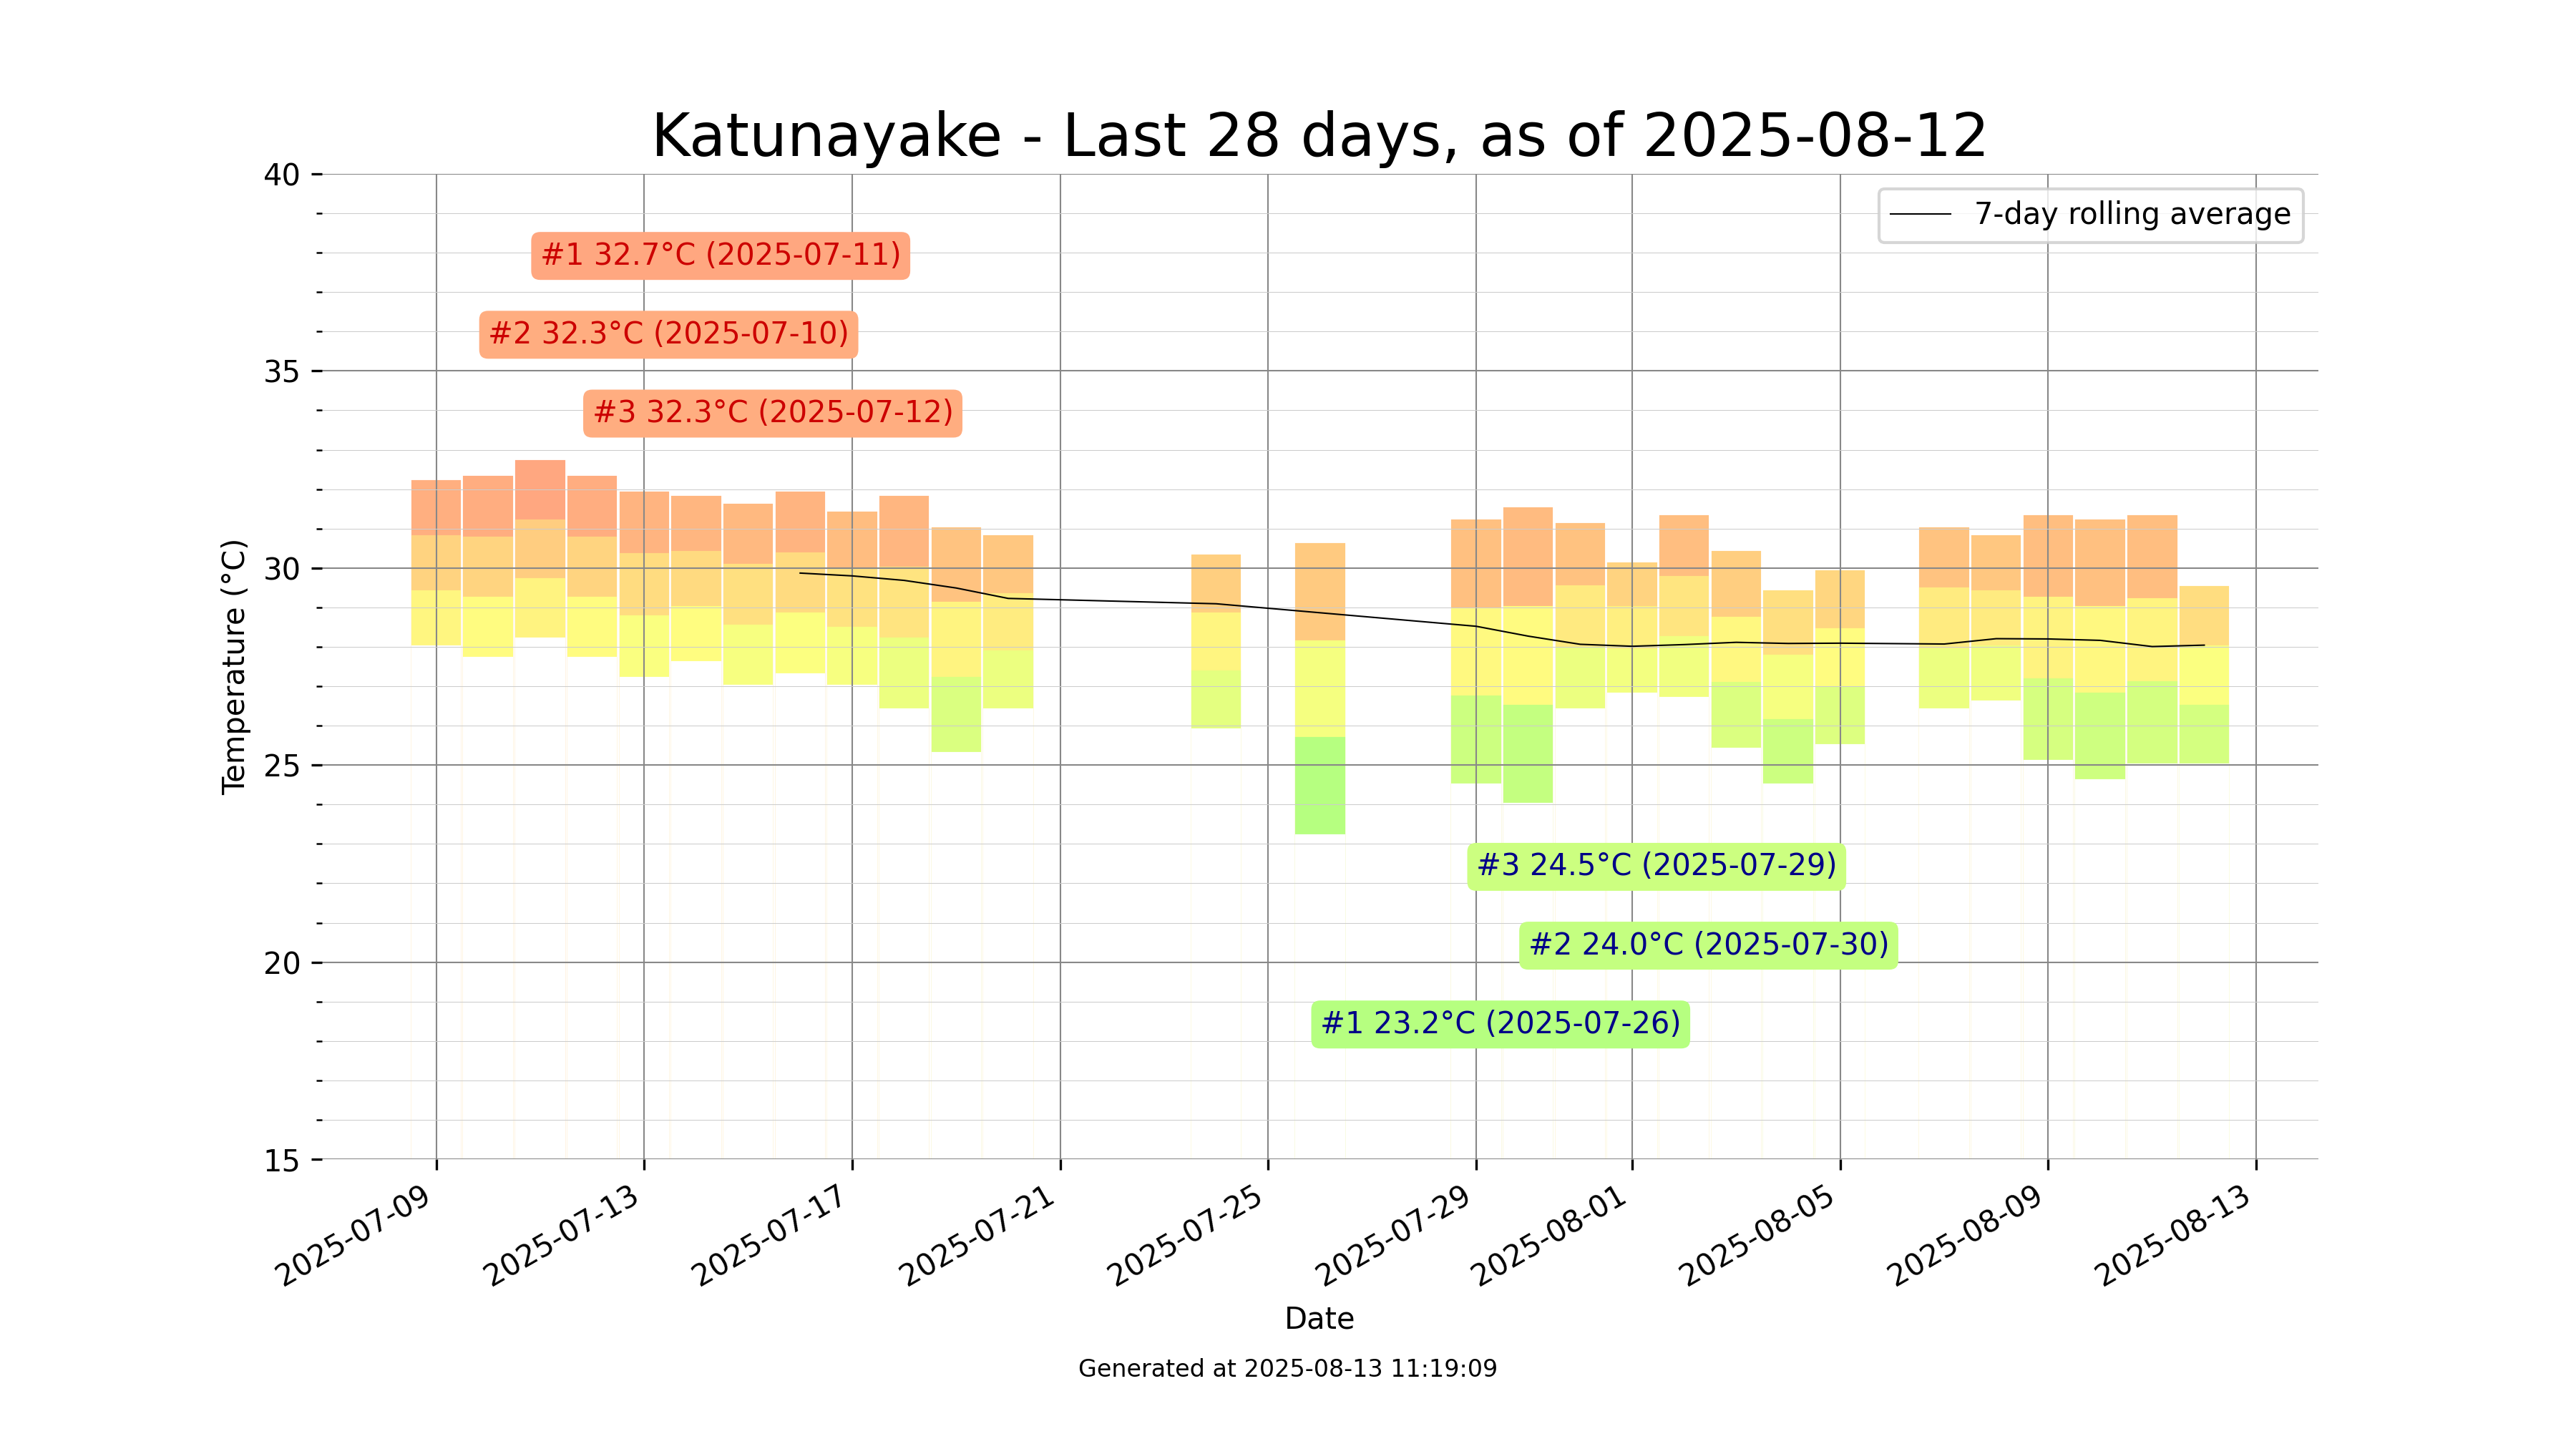 Katunayake - Last 28 days, as of 2025-08-12
40
7-day rolling average
#1 32.7°C (2025-07-11)
#2 32.3°C (2025-07-10)
35
#3 32.3°C (2025-07-12)
30
Temperature (°C)
25
#3 24.5°C (2025-07-29)
#2 24.0°C (2025-07-30)
20
#1 23.2°C (2025-07-26)
15
2025-07-09
2025-07-13
2025-07-17
2025-07-21
2025-07-25
2025-07-29
2025-08-01
2025-08-05
2025-08-09
2025-08-13
Date
Generated at 2025-08-13 11:19:09